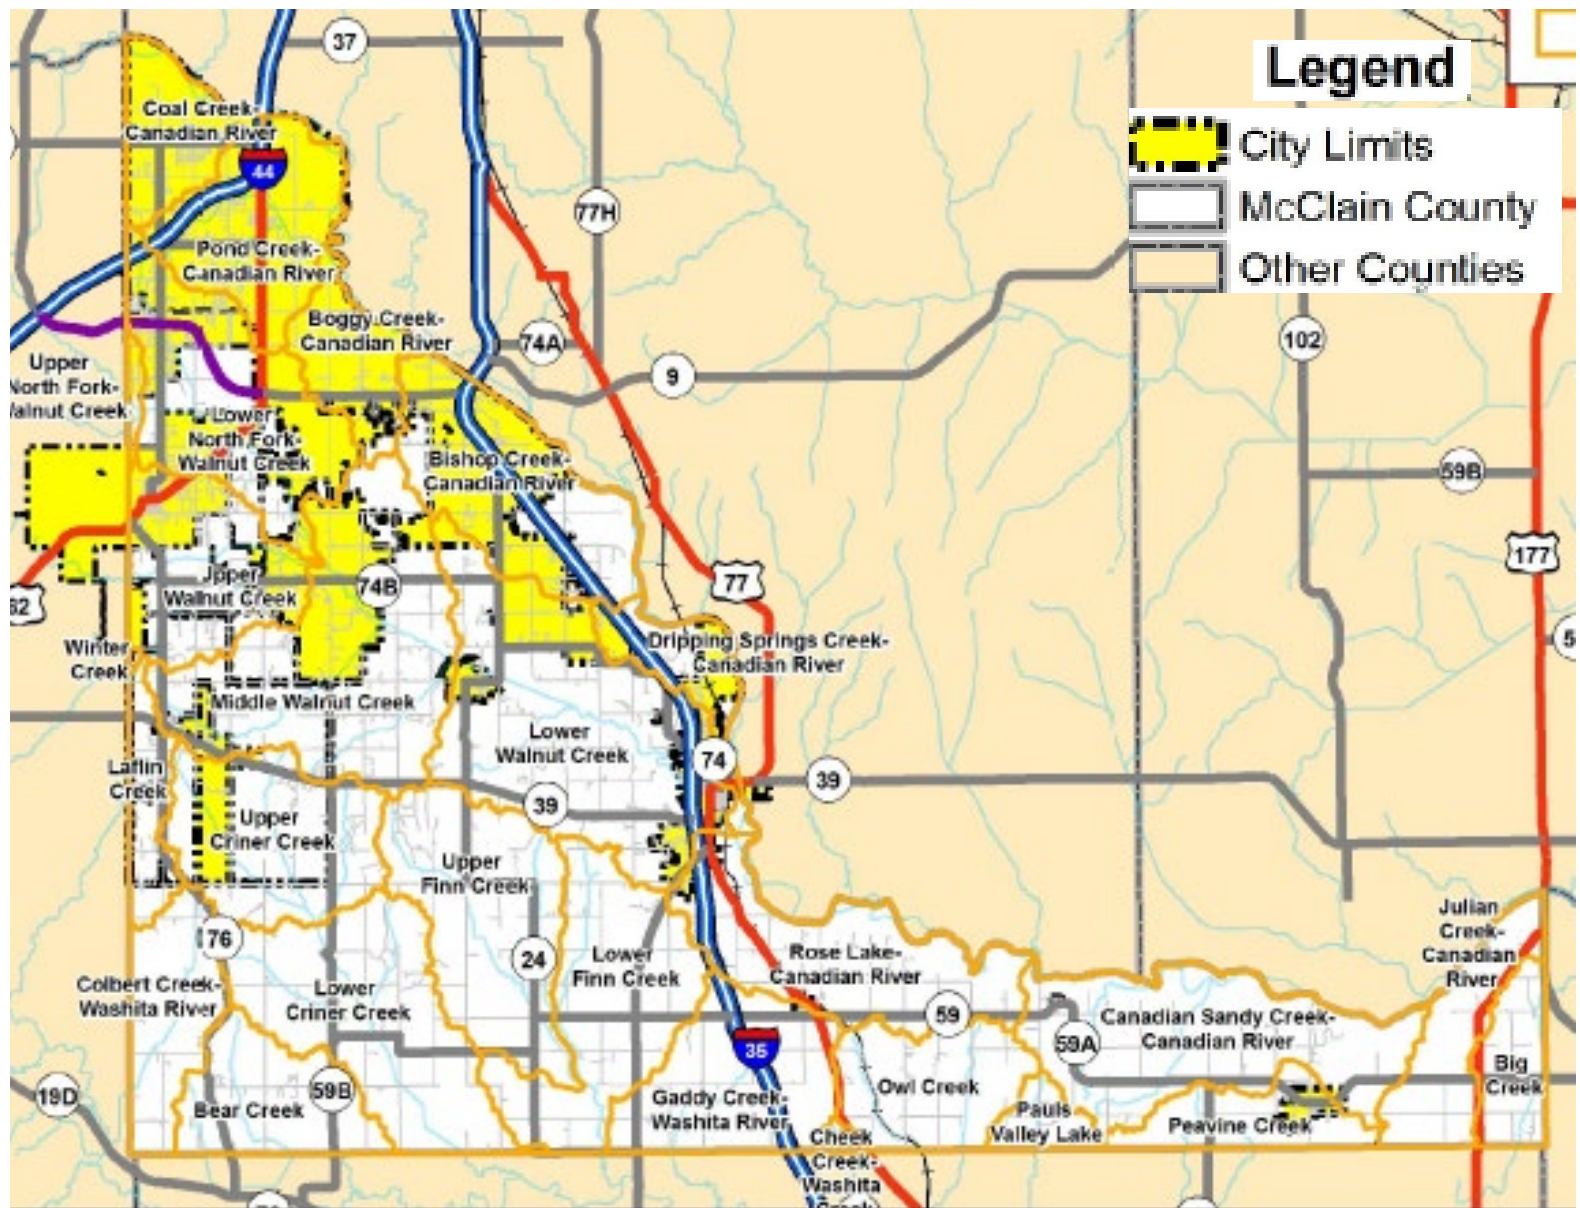 37
Legend
Coal Creek-
Canadian River
City Limits
44
McClain County
77H
Pond Creek-
Canadian River
Other Counties
Boggy Creek-
Canadian River
74A
102
9
Upper
North Fork-
Walnut Creek
Lower
North Fork-
Walnut Creek
Bishop Creek-
Canadian River
59B
177
77
Upper
Walnut Creek
74B
62
Winter
Creek
Dripping Springs Creek-
Canadian River
Middle Walnut Creek
Lower
Walnut Creek
74
Laflin
Creek
39
39
Upper
Criner Creek
Upper
Finn Creek
Julian
Creek-
Canadian
River
76
24
Lower
Finn Creek
Rose Lake-
Canadian River
Colbert Creek-
Washita River
Lower
Criner Creek
59
Canadian Sandy Creek-
Canadian River
59A
35
Big
Creek
19D
59B
Bear Creek
Gaddy Creek-
Washita River
Owl Creek
Pauls
Valley Lake
Peavine Creek
Cheek
Creek-
Washita
Creek